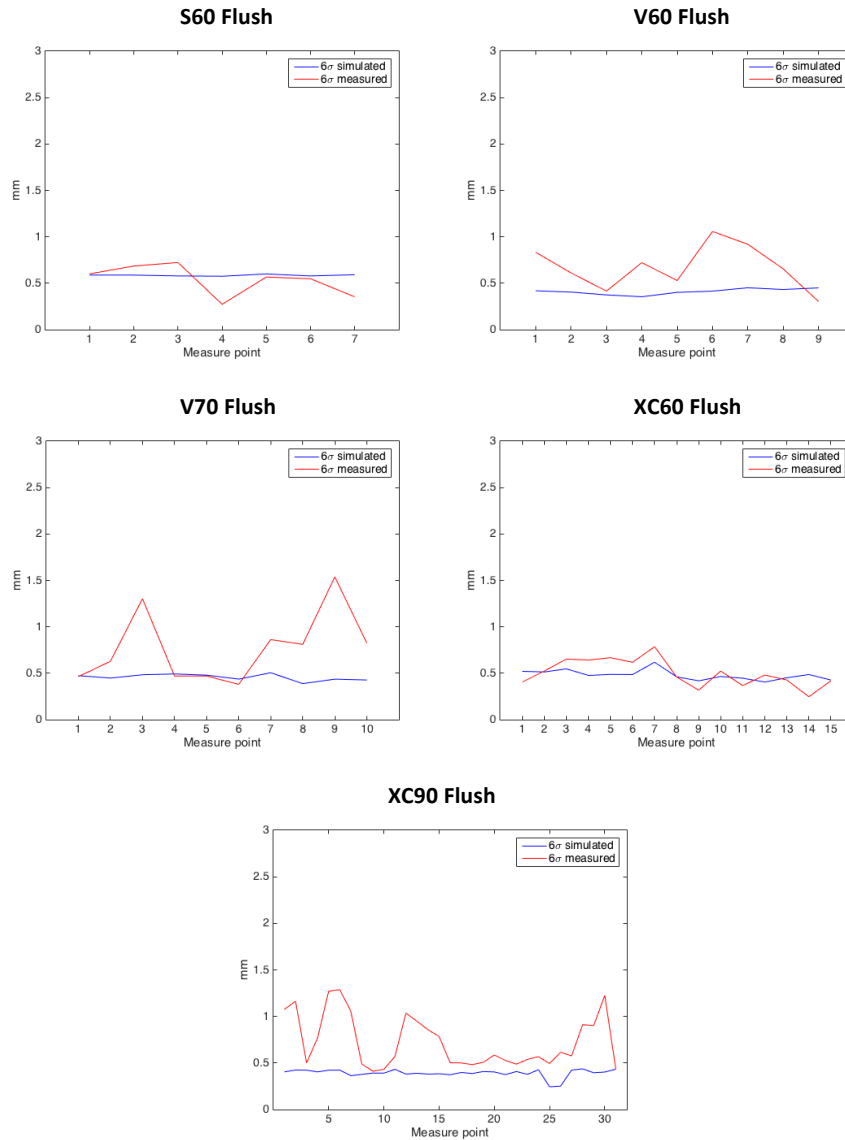 S60 Flush
3
2.5
2
1.5
1
0.5
0
mm
1 2 3 4 5 6 7
Measure point
6σ simulated
6σ measured
V60 Flush
3
2.5
2
1.5
1
0.5
0
mm
1 2 3 4 5 6 7 8 9
Measure point
6σ simulated
6σ measured
V70 Flush
3
2.5
2
1.5
1
0.5
0
mm
1 2 3 4 5 6 7 8 9 10
Measure point
6σ simulated
6σ measured
XC60 Flush
3
2.5
2
1.5
1
0.5
0
mm
1 2 3 4 5 6 7 8 9 10 11 12 13 14 15
Measure point
6σ simulated
6σ measured
XC90 Flush
3
2.5
2
1.5
1
0.5
0
mm
5 10 15 20 25 30
Measure point
6σ simulated
6σ measured